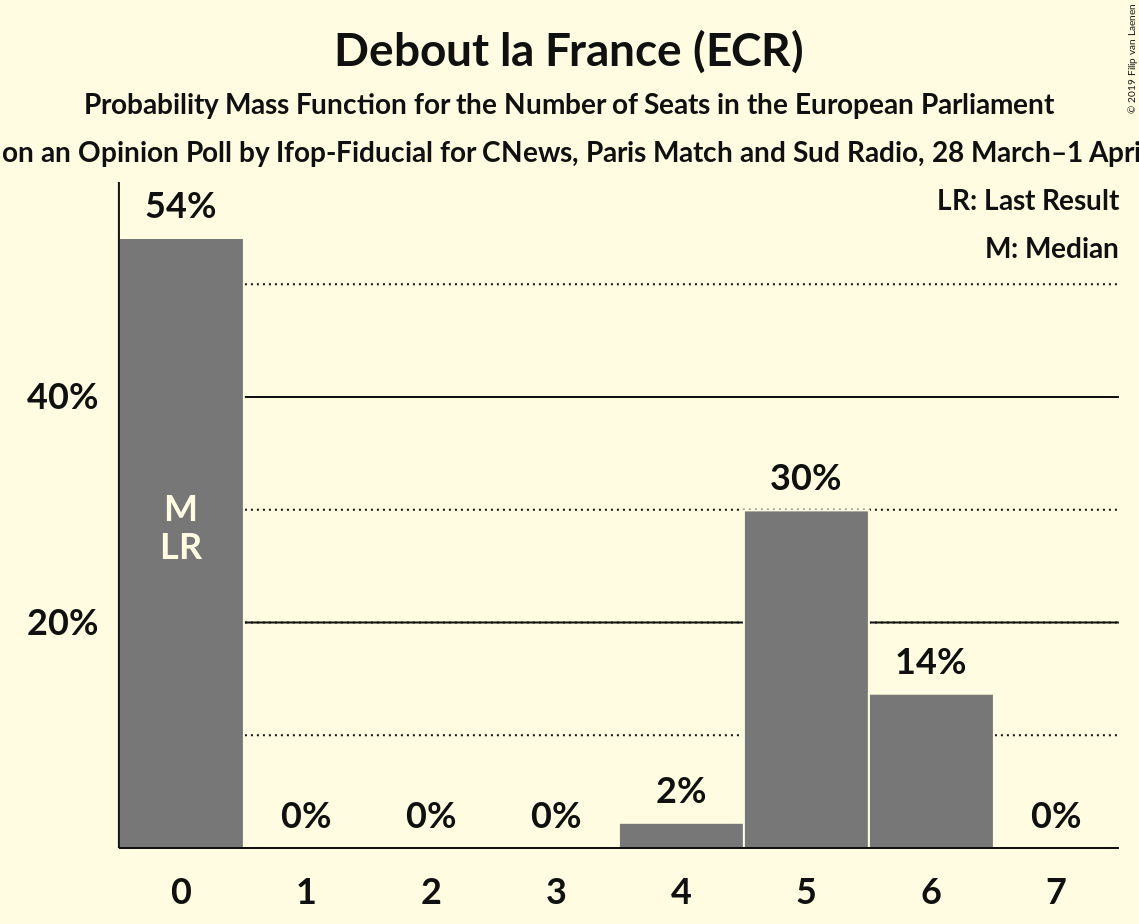 Debout la France (ECR)
Probability Mass Function for the Number of Seats in the European Parliament
on an Opinion Poll by Ifop-Fiducial for CNews, Paris Match and Sud Radio, 28 March–1 Apri
© 2019 Filip van Laenen
LR: Last Result
M: Median
54%
40%
20%
M
LR
0%
0%
0%
2%
30%
14%
0%
0
1
2
3
4
5
6
7